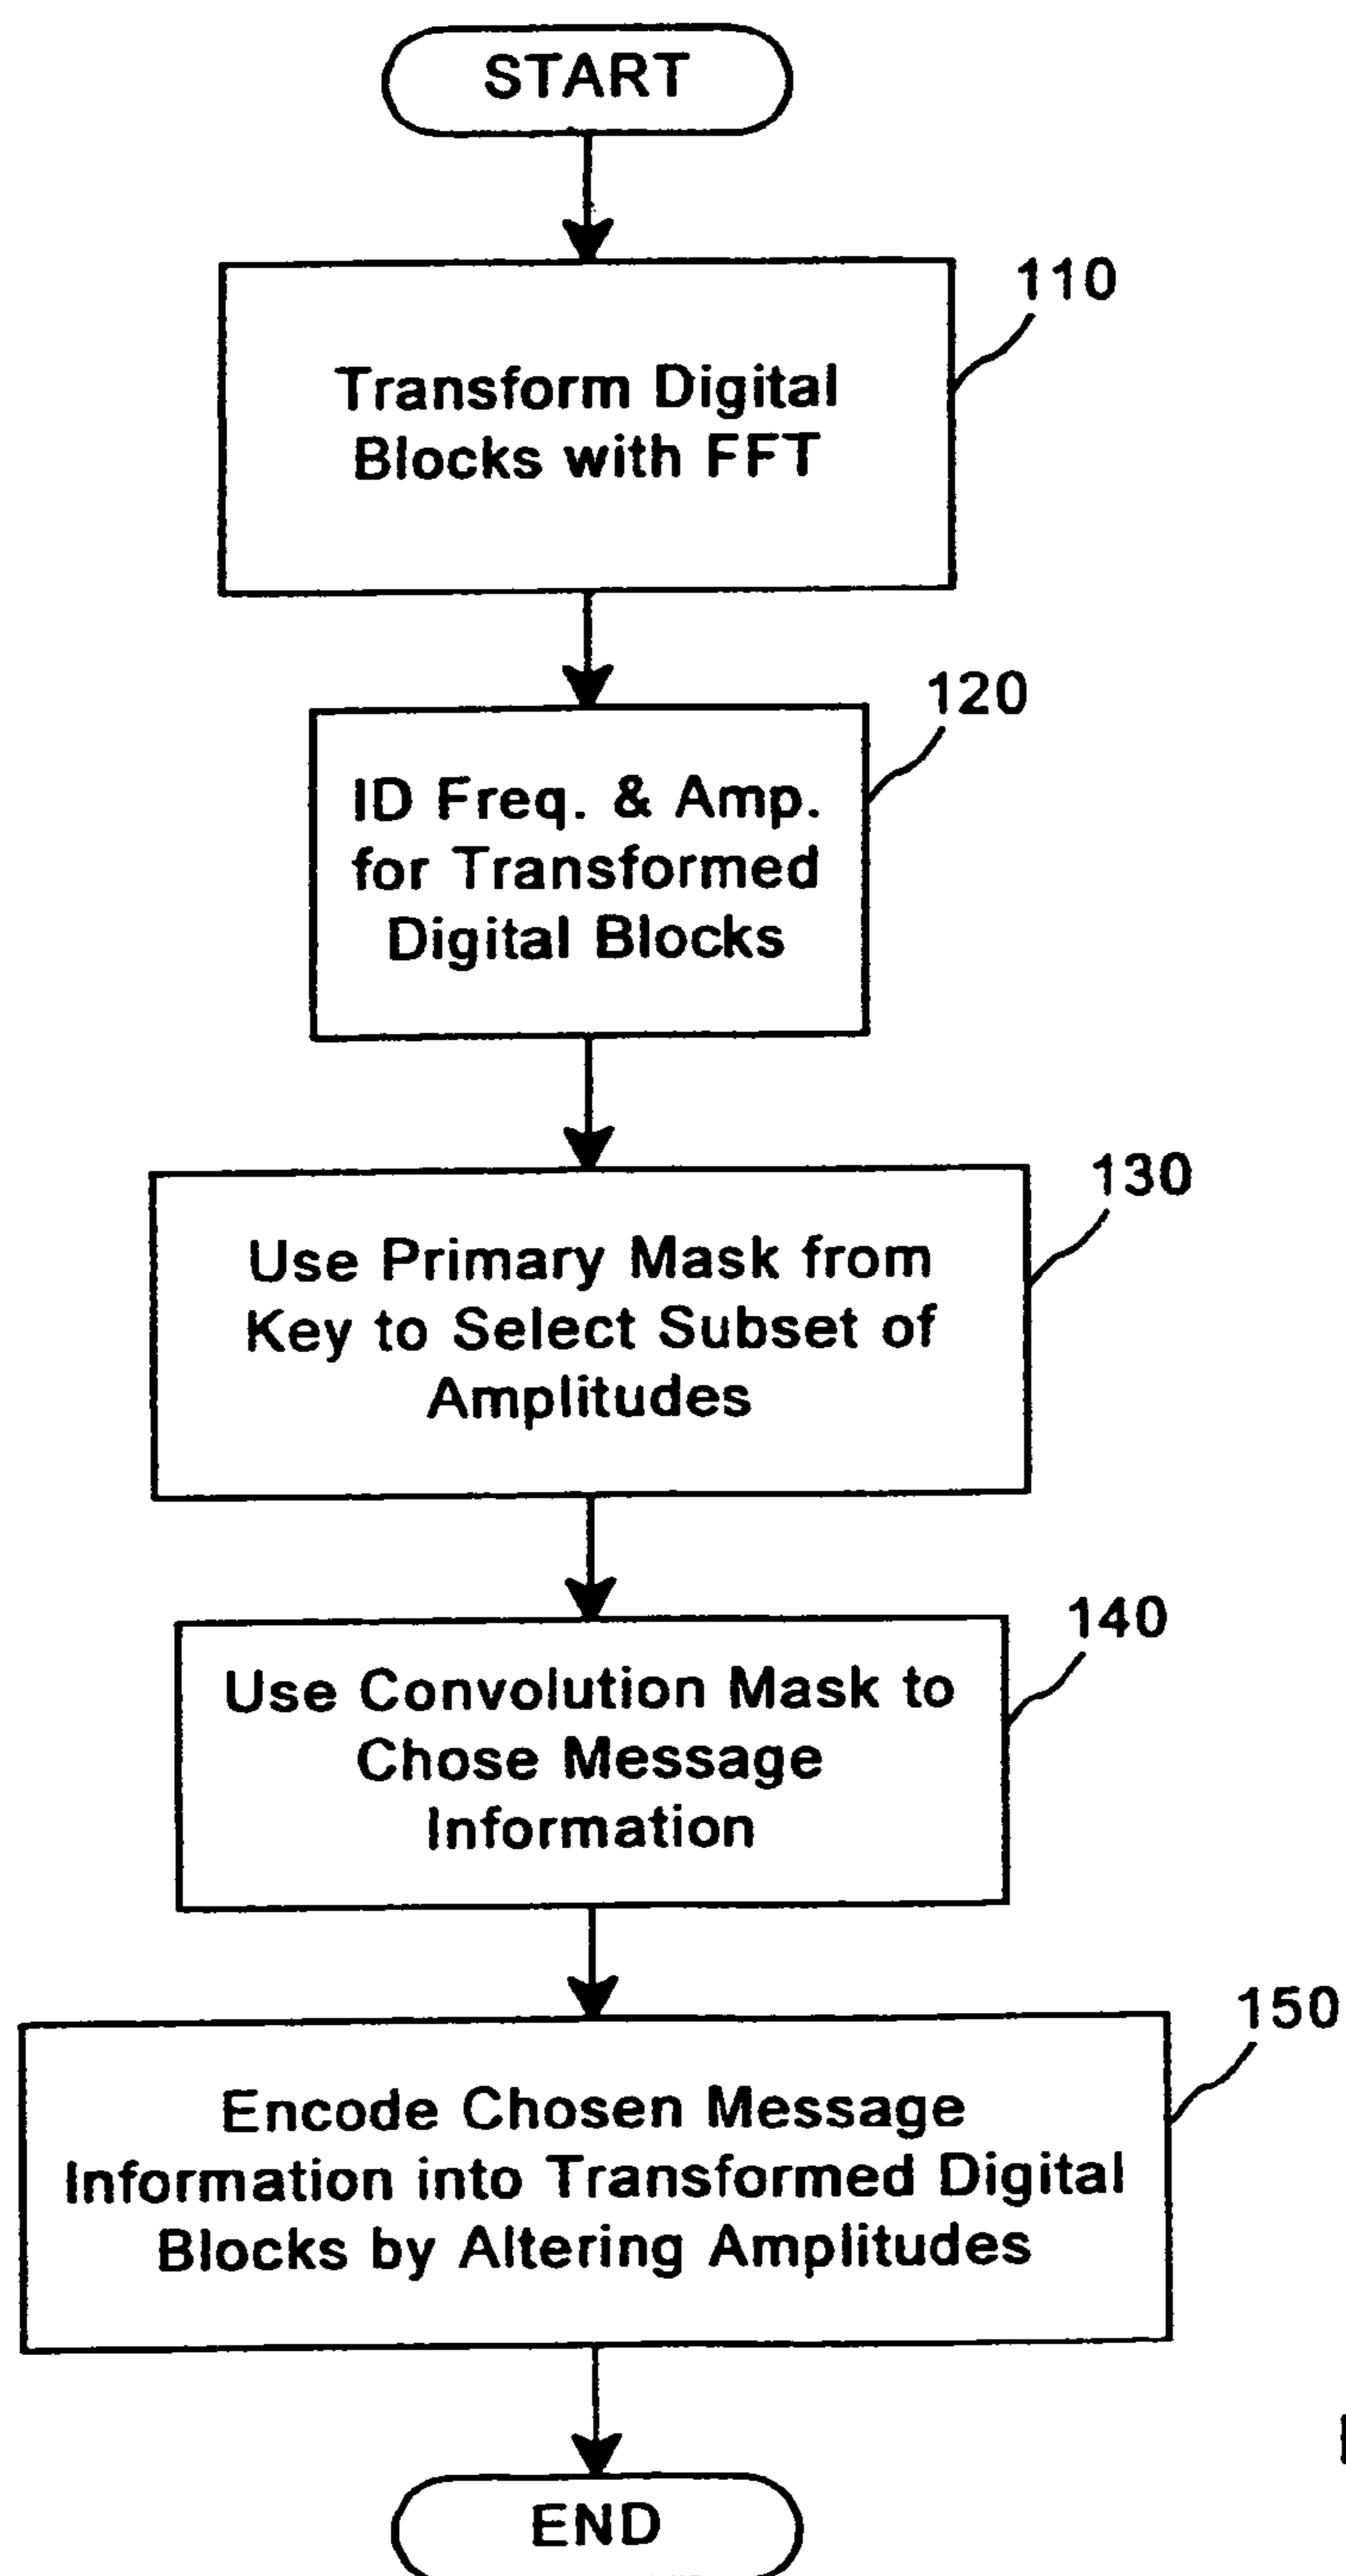 START
110
Transform Digital
Blocks with FFT
120
ID Freq. & Amp.
for Transformed
Digital Blocks
130
Use Primary Mask from
Key to Select Subset of
Amplitudes
140
Use Convolution Mask to
Chose Message
Information
150
Encode Chosen Message
Information into Transformed Digital
Blocks by Altering Amplitudes
END